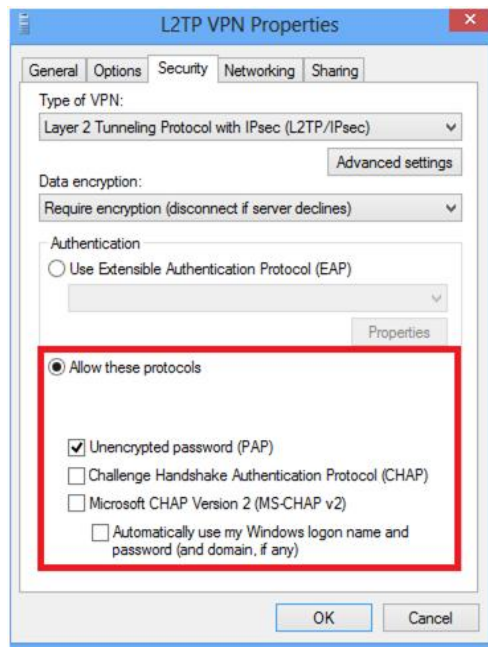 L2TP VPN Properties
General Options Security Networking Sharing
Type of VPN:
Layer 2 Tunneling Protocol with IPsec (L2TP/IPsec)
Advanced settings
Data encryption:
Require encryption (disconnect if server declines)
Authentication
Use Extensible Authentication Protocol (EAP)
Properties
Allow these protocols
Unencrypted password (PAP)
Challenge Handshake Authentication Protocol (CHAP)
Microsoft CHAP Version 2 (MS-CHAP v2)
Automatically use my Windows logon name and
password (and domain, if any)
OK Cancel